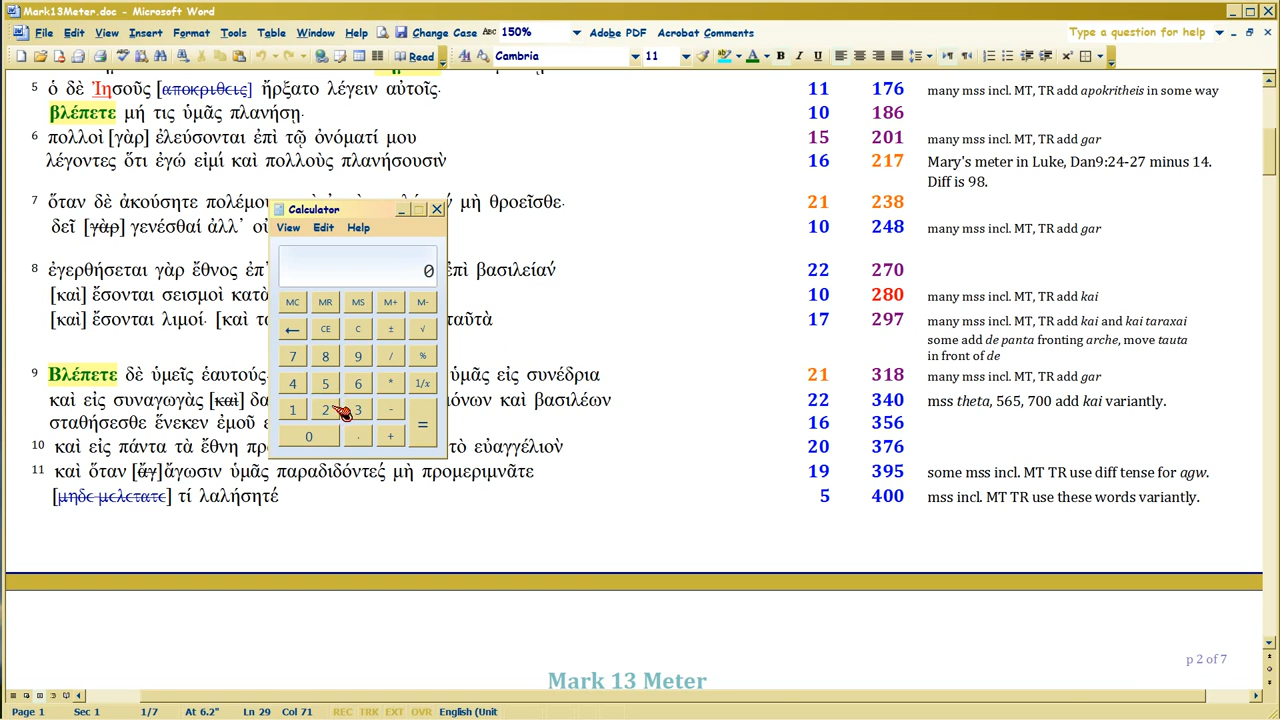 Mark13Meter.doc - Microsoft Word
File Edit View Insert Format Tools Table Window Help Change Case 150% Adobe PDF Acrobat Comments Type a question for help
Read Cambria 11 B I U
5 ὁ δὲ Ἰησοῦς [αποκριθεις] ἤρξατο λέγειν αὐτοῖς· 11 176 many mss incl. MT, TR add apokritheis in some way
βλέπετε μή τις ὑμᾶς πλανήσῃ· 10 186
6 πολλοὶ [γὰρ] ἐλεύσονται ἐπὶ τῷ ὀνόματί μου 15 201 many mss incl. MT, TR add gar
λέγοντες ὅτι ἐγώ εἰμί καὶ πολλοὺς πλανήσουσιν 16 217 Mary's meter in Luke, Dan9:24-27 minus 14.
Diff is 98.
7 ὅταν δὲ ἀκούσητε μὴ θροεῖσθε· 21 238
δεῖ [γὰρ] γενέσθαί ἀλλ᾽ 10 248 many mss incl. MT, TR add gar
8 ἐγερθήσεται γὰρ ἔθνος ἐπ᾽ ἐπὶ βασιλείαν 22 270
[καὶ] ἔσονται σεισμοὶ κατὰ 10 280 many mss incl. MT, TR add kai
[καὶ] ἔσονται λιμοί· [καὶ ταῦτὰ 17 297 many mss incl. MT, TR add kai and kai taraxai
some add de panta fronting arche, move tauta
in front of de
9 Βλέπετε δὲ ὑμεῖς ἑαυτούς· ὑμᾶς εἰς συνέδρια 21 318 many mss incl. MT, TR add gar
καὶ εἰς συναγωγὰς [καὶ] καὶ βασιλέων 22 340 mss theta, 565, 700 add kai variantly.
σταθήσεσθε ἕνεκεν ἐμοῦ 16 356
10 καὶ εἰς πάντα τὰ ἔθνη τὸ εὐαγγέλιὸν 20 376
11 καὶ ὅταν [ἄγ]ἄγωσιν ὑμᾶς παραδιδόντεś μὴ προμεριμνᾶτε 19 395 some mss incl. MT TR use diff tense for agw.
[μηδε μελετατε] τί λαλήσητέ 5 400 mss incl. MT TR use these words variantly.
Calculator
View Edit Help
0
MC MR MS M+ M-
← CE C ± √
7 8 9 / %
4 5 6 * 1/x
1 2 3 - =
0 . +
p 2 of 7
Mark 13 Meter
Page 1 Sec 1 1/7 At 6.2" Ln 29 Col 71 REC TRK EXT OVR English (Unit